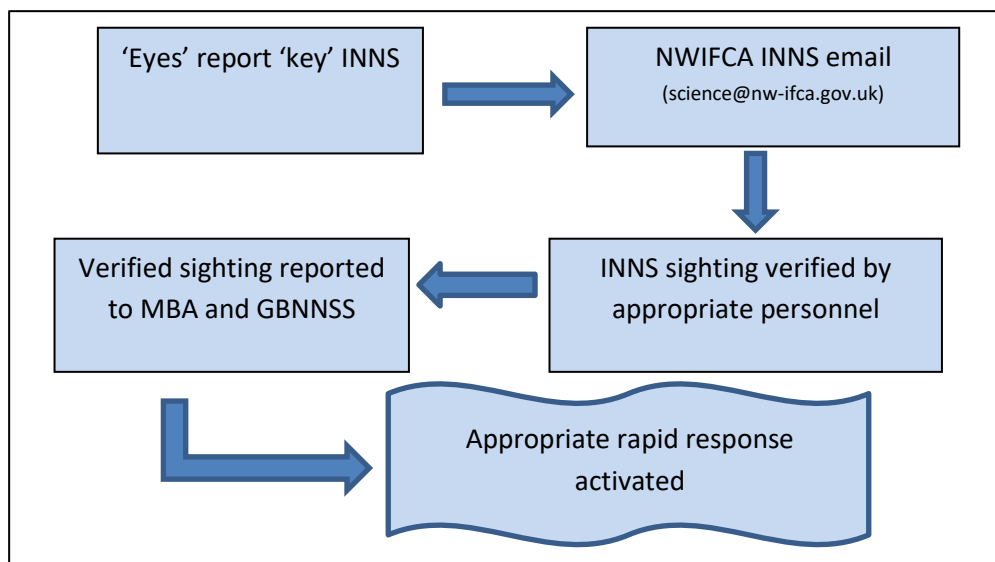 ‘Eyes’ report ‘key’ INNS
NWIFCA INNS email
(science@nw-ifca.gov.uk)
INNS sighting verified by
appropriate personnel
Verified sighting reported
to MBA and GBNNSS
Appropriate rapid response
activated